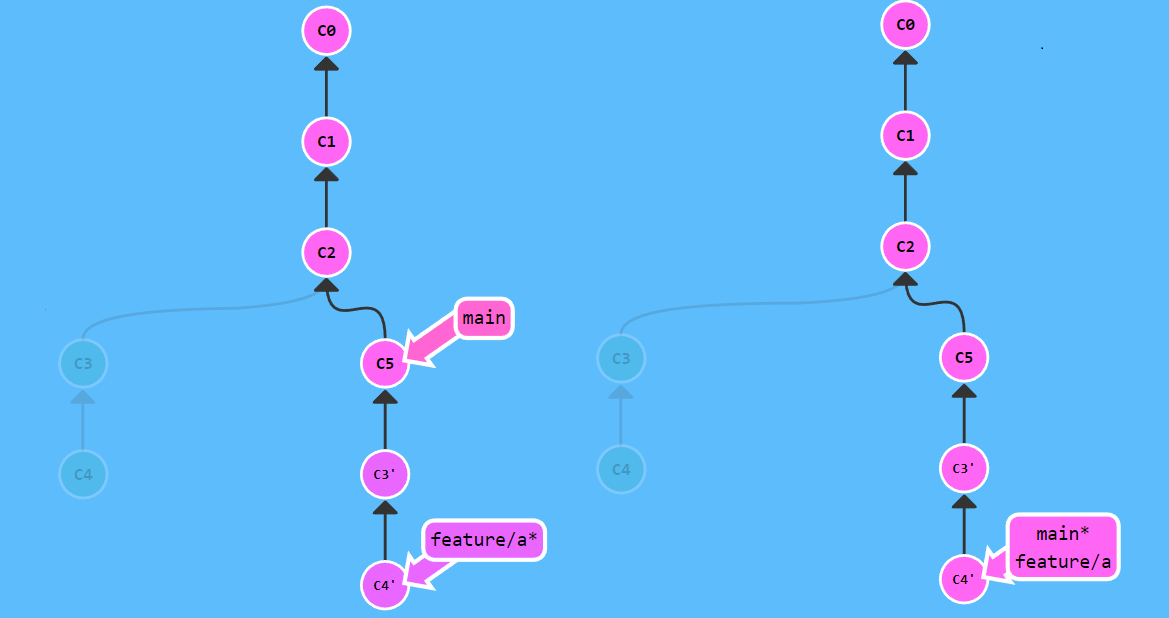 C0
C1
C2
main
C3
C5
C4
C3'
feature/a*
C4'
C0
C1
C2
C3
C5
C4
C3'
main*
feature/a
C4'